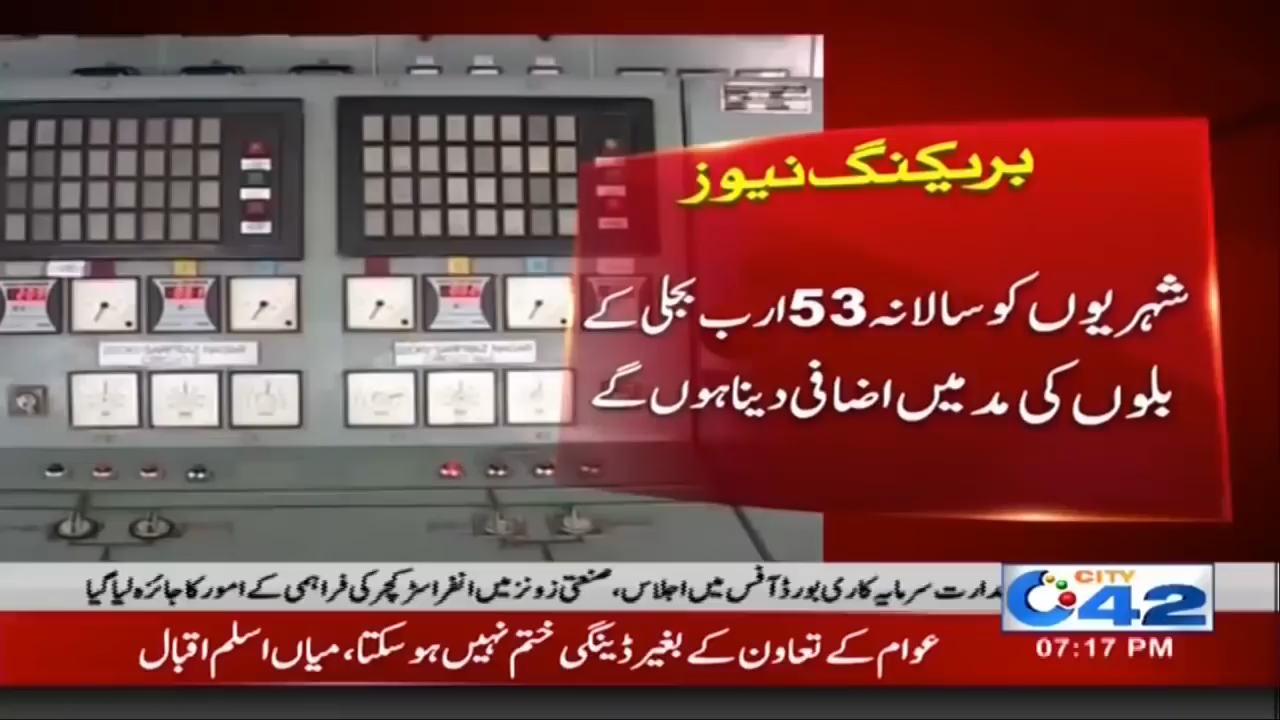 بریکنگ نیوز
شہریوں کو سالانہ 53 ارب بجلی کے
بلوں کی مد میں اضافی دینا ہوں گے
سرمایہ کاری بورڈ آفس میں اجلاس، صنعتی زونز میں انفراسٹرکچر کی فراہمی کے امور کا جائزہ لیا گیا
CITY
42
07:17 PM
عوام کے تعاون کے بغیر ڈینگی ختم نہیں ہو سکتا، میاں اسلم اقبال